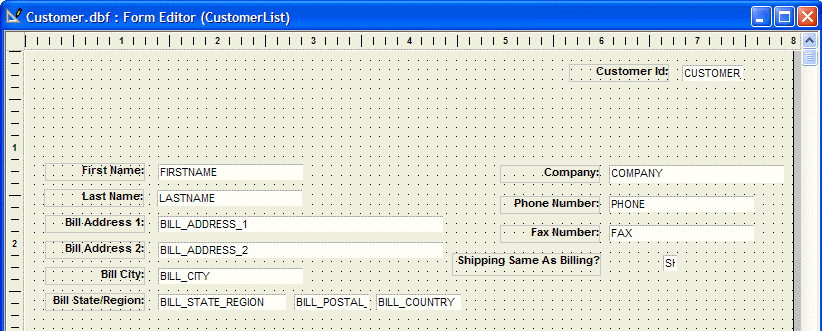 Customer.dbf : Form Editor (CustomerList)
1 2 3 4 5 6 7 8
Customer Id: CUSTOMER_
1
First Name: FIRSTNAME Company: COMPANY
Last Name: LASTNAME Phone Number: PHONE
Bill Address 1: BILL_ADDRESS_1 Fax Number: FAX
2
Bill Address 2: BILL_ADDRESS_2 Shipping Same As Billing? SH
Bill City: BILL_CITY
Bill State/Region: BILL_STATE_REGION BILL_POSTAL_ BILL_COUNTRY